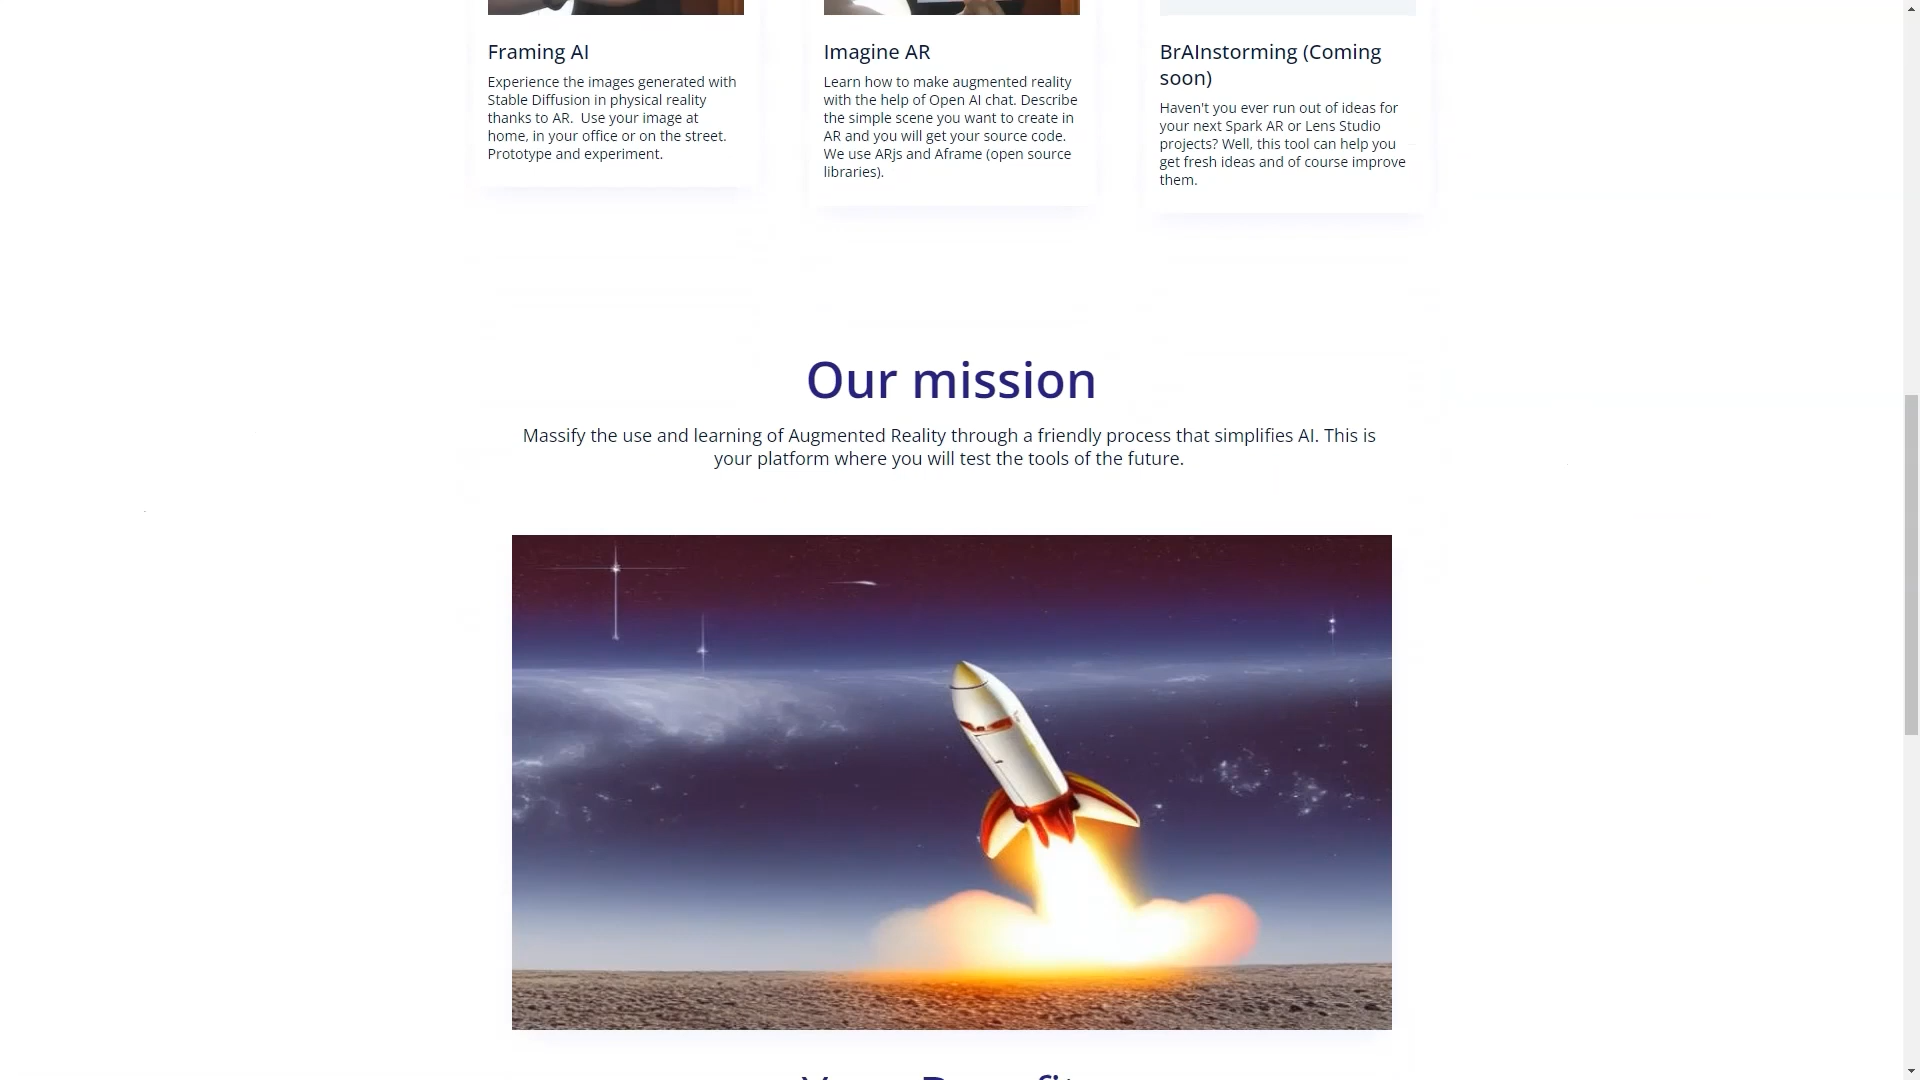 Framing AI
Experience the images generated with
Stable Diffusion in physical reality
thanks to AR.  Use your image at
home, in your office or on the street.
Prototype and experiment.
Imagine AR
Learn how to make augmented reality
with the help of Open AI chat. Describe
the simple scene you want to create in
AR and you will get your source code.
We use ARjs and Aframe (open source
libraries).
BrAInstorming (Coming
soon)
Haven't you ever run out of ideas for
your next Spark AR or Lens Studio
projects? Well, this tool can help you
get fresh ideas and of course improve
them.
Our mission
Massify the use and learning of Augmented Reality through a friendly process that simplifies AI. This is
your platform where you will test the tools of the future.